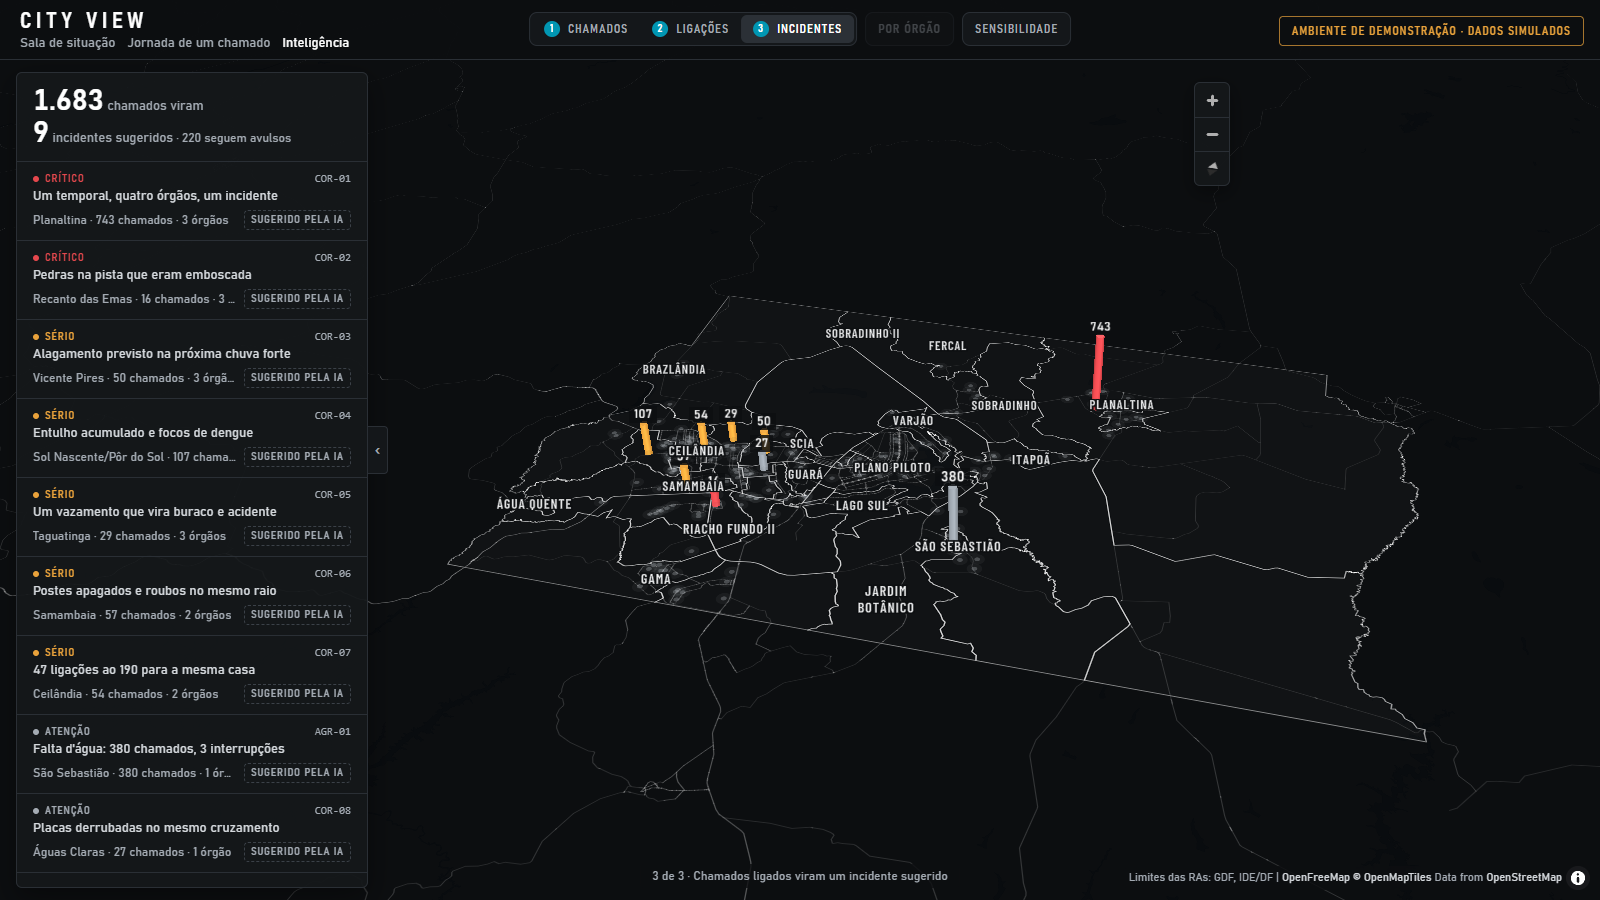 CITY VIEW
Sala de situação Jornada de um chamado Inteligência
1 CHAMADOS 2 LIGAÇÕES 3 INCIDENTES POR ÓRGÃO SENSIBILIDADE
AMBIENTE DE DEMONSTRAÇÃO · DADOS SIMULADOS
1.683 chamados viram
9 incidentes sugeridos · 220 seguem avulsos
CRÍTICO COR-01
Um temporal, quatro órgãos, um incidente
Planaltina · 743 chamados · 3 órgãos SUGERIDO PELA IA
CRÍTICO COR-02
Pedras na pista que eram emboscada
Recanto das Emas · 16 chamados · 3 ... SUGERIDO PELA IA
SÉRIO COR-03
Alagamento previsto na próxima chuva forte
Vicente Pires · 50 chamados · 3 órgã... SUGERIDO PELA IA
SÉRIO COR-04
Entulho acumulado e focos de dengue
Sol Nascente/Pôr do Sol · 107 chama... SUGERIDO PELA IA
SÉRIO COR-05
Um vazamento que vira buraco e acidente
Taguatinga · 29 chamados · 3 órgãos SUGERIDO PELA IA
SÉRIO COR-06
Postes apagados e roubos no mesmo raio
Samambaia · 57 chamados · 2 órgãos SUGERIDO PELA IA
SÉRIO COR-07
47 ligações ao 190 para a mesma casa
Ceilândia · 54 chamados · 2 órgãos SUGERIDO PELA IA
ATENÇÃO AGR-01
Falta d'água: 380 chamados, 3 interrupções
São Sebastião · 380 chamados · 1 ór... SUGERIDO PELA IA
ATENÇÃO COR-08
Placas derrubadas no mesmo cruzamento
Águas Claras · 27 chamados · 1 órgão SUGERIDO PELA IA
743
SOBRADINHO II
FERCAL
BRAZLÂNDIA
SOBRADINHO
PLANALTINA
107
54
29
50
VARJÃO
27
SCIA
CEILÂNDIA
ITAPOÃ
PLANO PILOTO
GUARÁ
380
SAMAMBAIA
ÁGUA QUENTE
LAGO SUL
RIACHO FUNDO II
SÃO SEBASTIÃO
GAMA
JARDIM
BOTÂNICO
3 de 3 · Chamados ligados viram um incidente sugerido
Limites das RAs: GDF, IDE/DF | OpenFreeMap © OpenMapTiles Data from OpenStreetMap